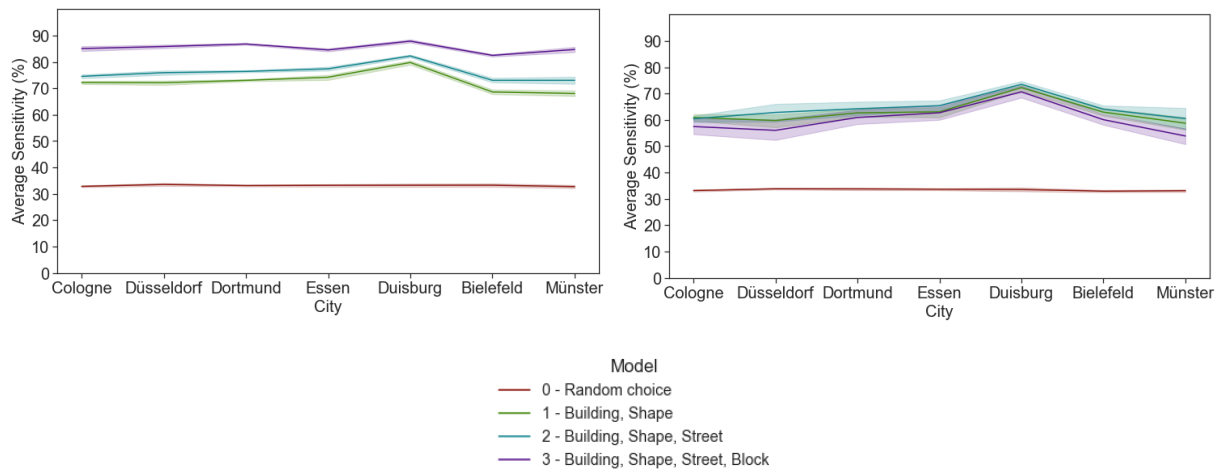 90
80
70
60
50
40
30
20
10
0
Average Sensitivity (%)
Cologne Düsseldorf Dortmund Essen Duisburg Bielefeld Münster
City
90
80
70
60
50
40
30
20
10
0
Average Sensitivity (%)
Cologne Düsseldorf Dortmund Essen Duisburg Bielefeld Münster
City
Model
0 - Random choice
1 - Building, Shape
2 - Building, Shape, Street
3 - Building, Shape, Street, Block